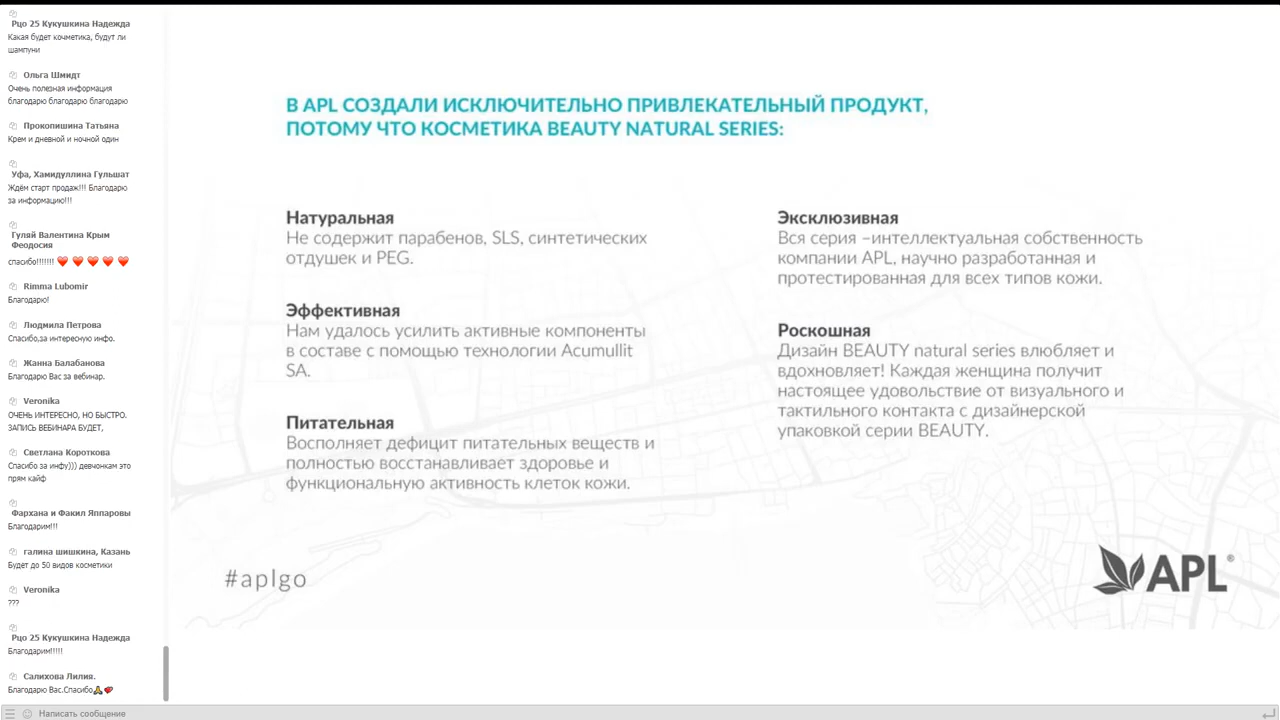 Рцо 25 Кукушкина Надежда
Какая будет кочметика, будут ли
шампуни
Ольга Шмидт
Очень полезная информация
благодарю благодарю благодарю
Прокопишина Татьяна
Крем и дневной и ночной один
Уфа, Хамидуллина Гульшат
Ждём старт продаж!!! Благодарю
за информацию!!!
Гуляй Валентина Крым
Феодосия
спасибо!!!!!!! ❤️ ❤️ ❤️ ❤️ ❤️
Rimma Lubomir
Благодарю!
Людмила Петрова
Спасибо,за интересную инфо.
Жанна Балабанова
Благодарю Вас за вебинар.
Veronika
ОЧЕНЬ ИНТЕРЕСНО, НО БЫСТРО.
ЗАПИСЬ ВЕБИНАРА БУДЕТ,
Светлана Короткова
Спасибо за инфу))) девчонкам это
прям кайф
Фархана и Факил Яппаровы
Благодарим!!!
галина шишкина, Казань
Будет до 50 видов косметики
Veronika
???
Рцо 25 Кукушкина Надежда
Благодарим!!!!!
Салихова Лилия.
Благодарю Вас.Спасибо🙏💝
Написать сообщение
В APL СОЗДАЛИ ИСКЛЮЧИТЕЛЬНО ПРИВЛЕКАТЕЛЬНЫЙ ПРОДУКТ,
ПОТОМУ ЧТО КОСМЕТИКА BEAUTY NATURAL SERIES:
Натуральная
Не содержит парабенов, SLS, синтетических
отдушек и PEG.
Эффективная
Нам удалось усилить активные компоненты
в составе с помощью технологии Acumullit
SA.
Питательная
Восполняет дефицит питательных веществ и
полностью восстанавливает здоровье и
функциональную активность клеток кожи.
Эксклюзивная
Вся серия –интеллектуальная собственность
компании APL, научно разработанная и
протестированная для всех типов кожи.
Роскошная
Дизайн BEAUTY natural series влюбляет и
вдохновляет! Каждая женщина получит
настоящее удовольствие от визуального и
тактильного контакта с дизайнерской
упаковкой серии BEAUTY.
#aplgo
APL®